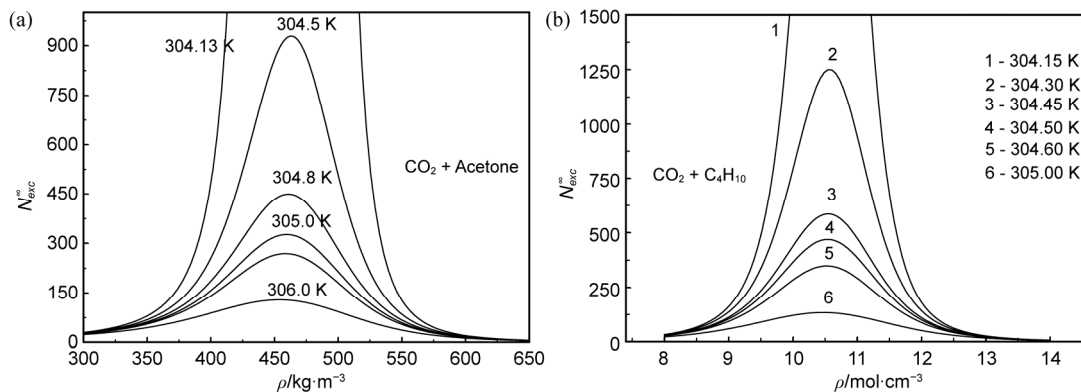 (a)
900
750
600
450
300
150
0
300
350
400
450
500
550
600
650
304.13 K
304.5 K
304.8 K
305.0 K
306.0 K
CO₂ + Acetone
N∞exc
ρ/kg·m⁻³
(b)
1500
1250
1000
750
500
250
0
8
9
10
11
12
13
14
1
2
3
4
5
6
1 - 304.15 K
2 - 304.30 K
3 - 304.45 K
4 - 304.50 K
5 - 304.60 K
6 - 305.00 K
CO₂ + C₄H₁₀
N∞exc
ρ/mol·cm⁻³